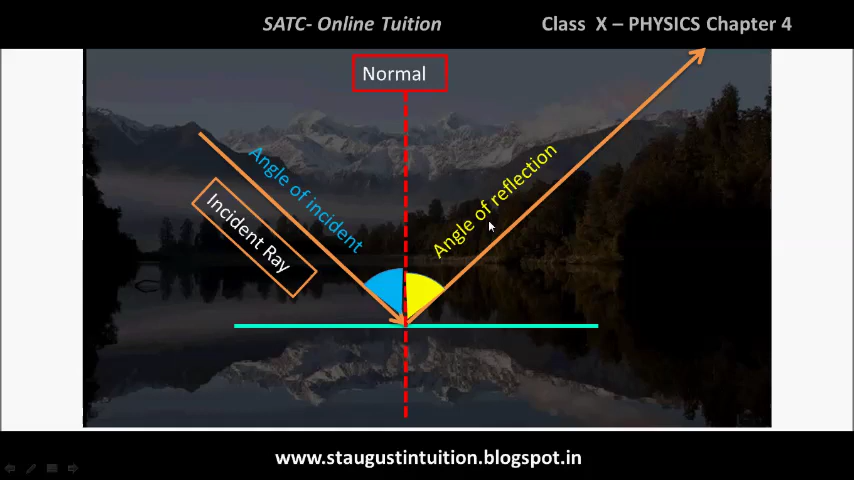 SATC- Online Tuition
Class X – PHYSICS Chapter 4
Normal
Angle of incident
Incident Ray
Angle of reflection
www.staugustintuition.blogspot.in